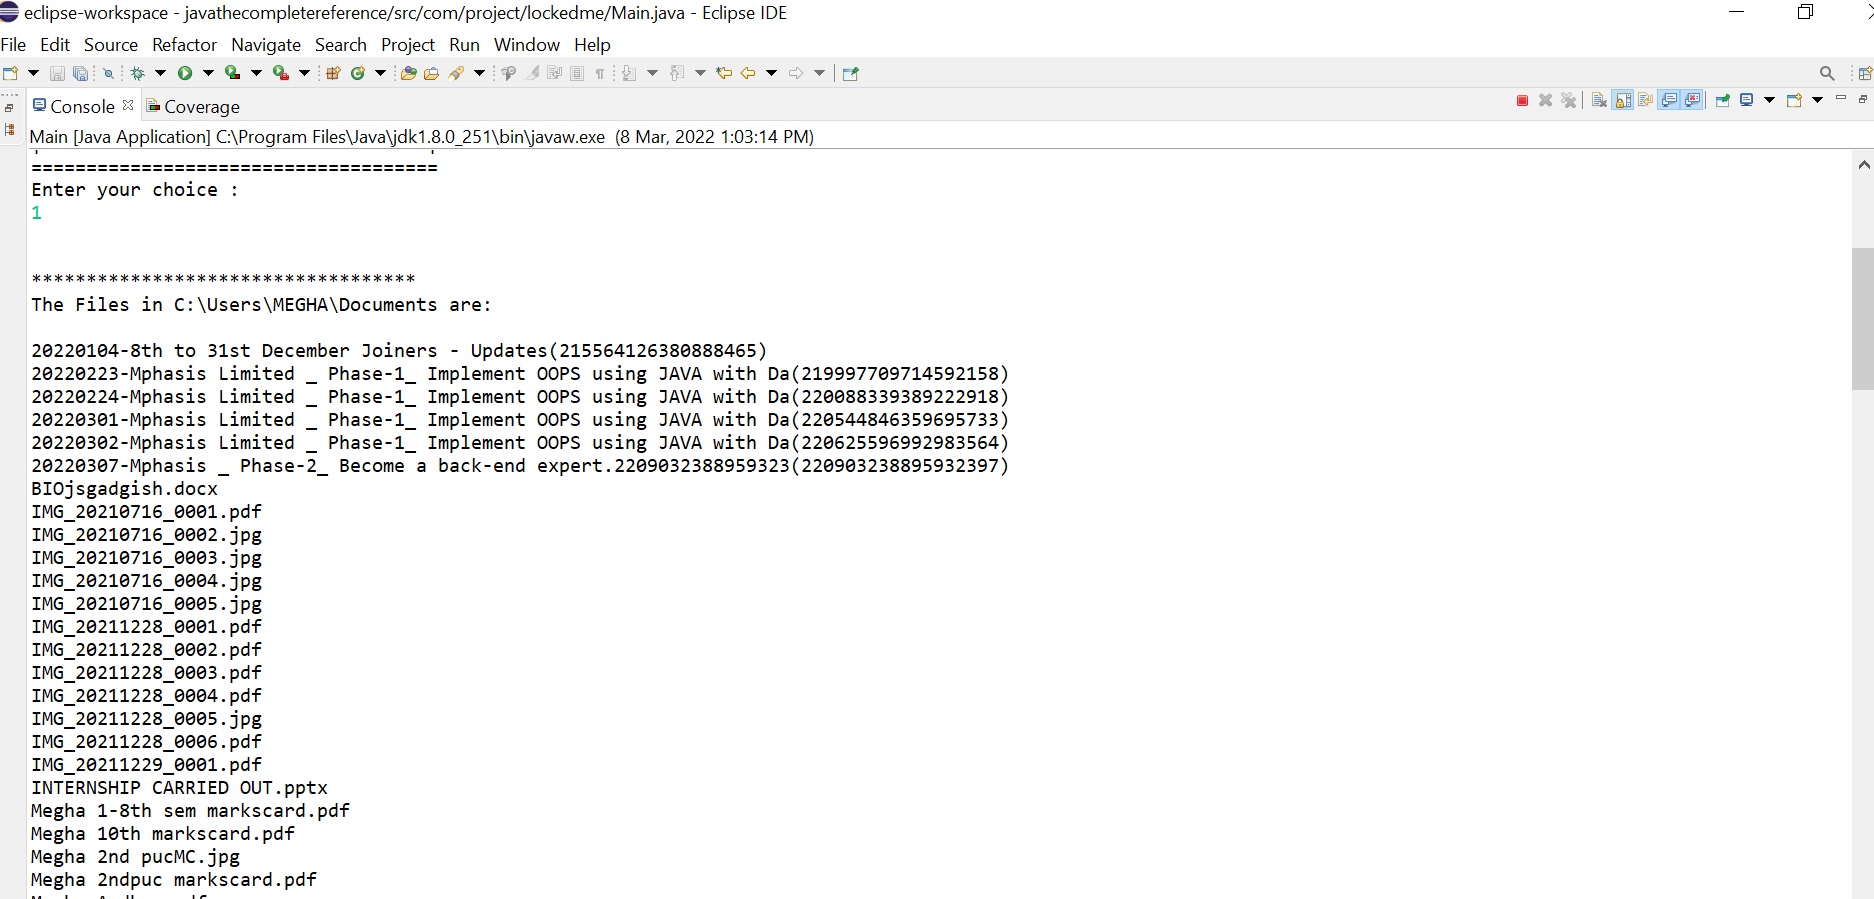 eclipse-workspace - javathecompletereference/src/com/project/lockedme/Main.java - Eclipse IDE
File Edit Source Refactor Navigate Search Project Run Window Help
Console Coverage
Main [Java Application] C:\Program Files\Java\jdk1.8.0_251\bin\javaw.exe (8 Mar, 2022 1:03:14 PM)
=====================================
Enter your choice :
1
***********************************
The Files in C:\Users\MEGHA\Documents are:
20220104-8th to 31st December Joiners - Updates(215564126380888465)
20220223-Mphasis Limited _ Phase-1_ Implement OOPS using JAVA with Da(219997709714592158)
20220224-Mphasis Limited _ Phase-1_ Implement OOPS using JAVA with Da(220088339389222918)
20220301-Mphasis Limited _ Phase-1_ Implement OOPS using JAVA with Da(220544846359695733)
20220302-Mphasis Limited _ Phase-1_ Implement OOPS using JAVA with Da(220625596992983564)
20220307-Mphasis _ Phase-2_ Become a back-end expert.2209032388959323(220903238895932397)
BIOjsgadgish.docx
IMG_20210716_0001.pdf
IMG_20210716_0002.jpg
IMG_20210716_0003.jpg
IMG_20210716_0004.jpg
IMG_20210716_0005.jpg
IMG_20211228_0001.pdf
IMG_20211228_0002.pdf
IMG_20211228_0003.pdf
IMG_20211228_0004.pdf
IMG_20211228_0005.jpg
IMG_20211228_0006.pdf
IMG_20211229_0001.pdf
INTERNSHIP CARRIED OUT.pptx
Megha 1-8th sem markscard.pdf
Megha 10th markscard.pdf
Megha 2nd pucMC.jpg
Megha 2ndpuc markscard.pdf